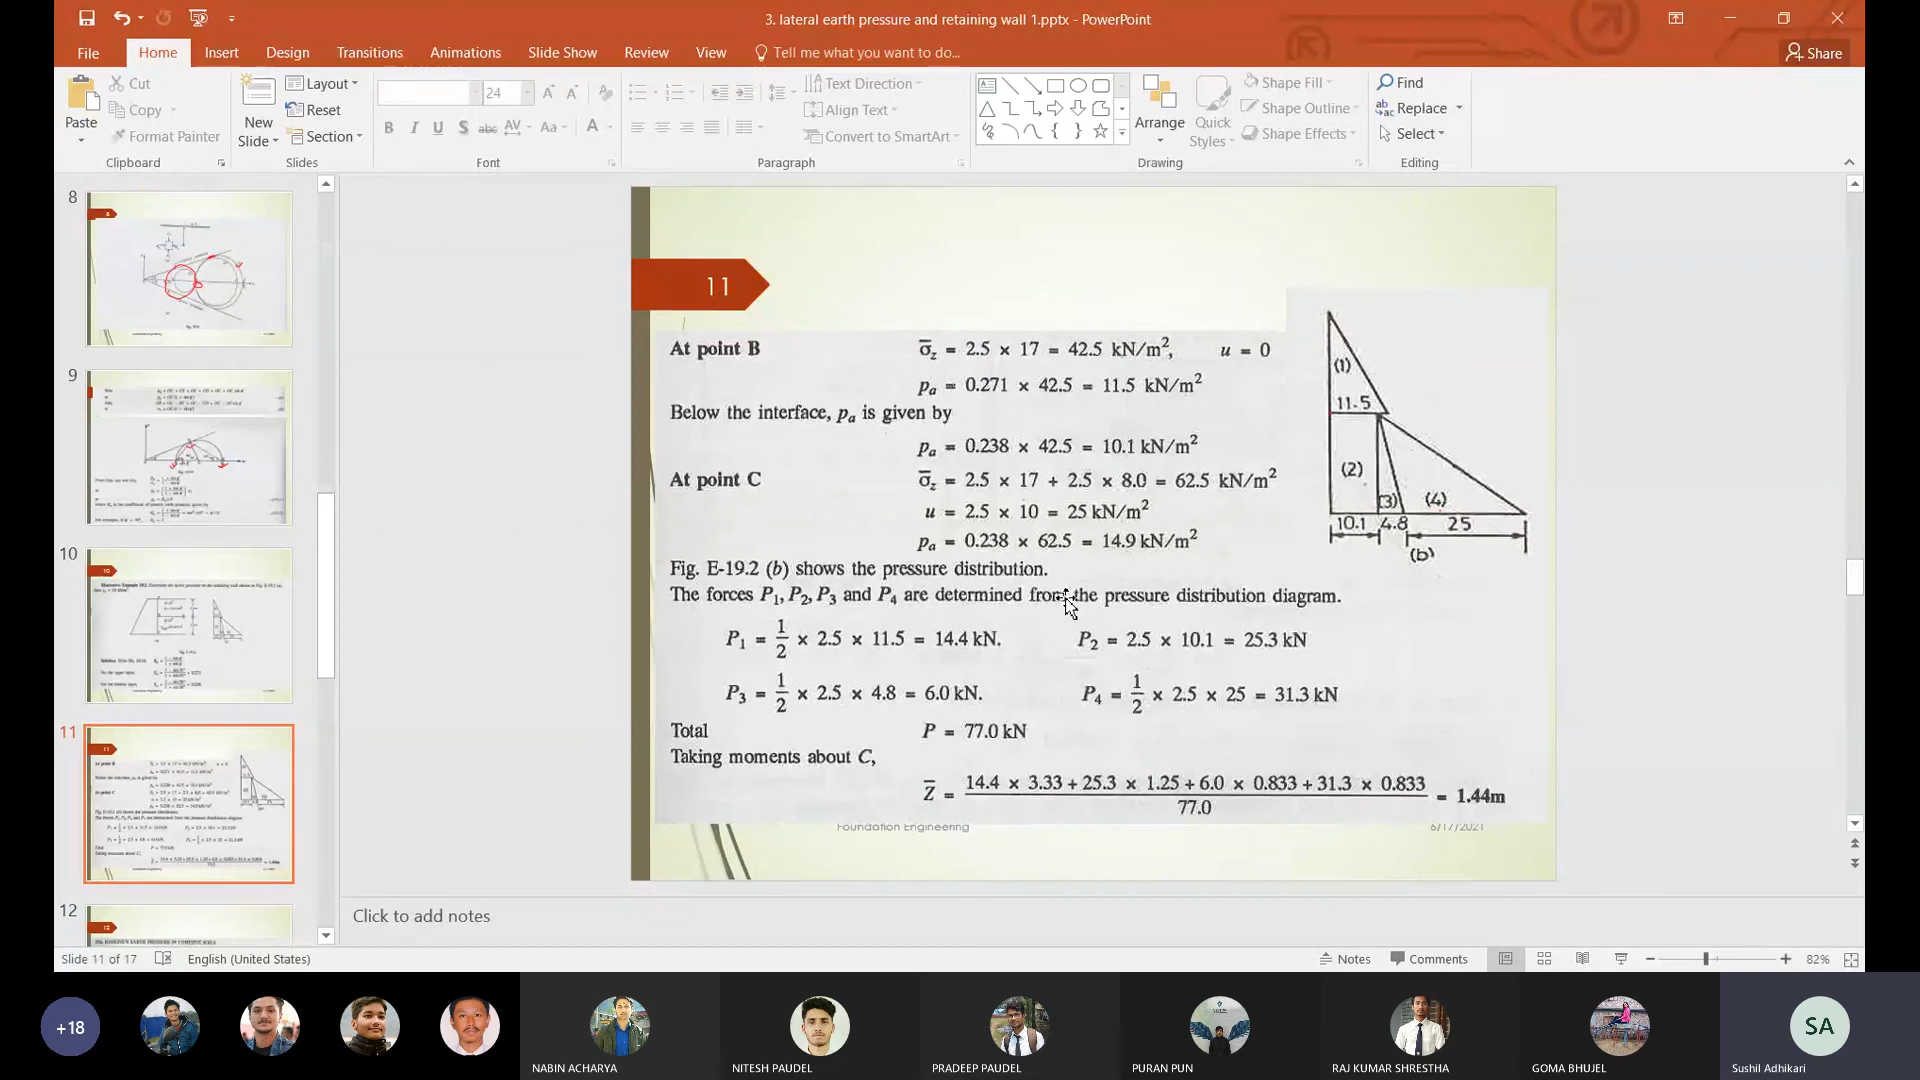 3. lateral earth pressure and retaining wall 1.pptx - PowerPoint
File Home Insert Design Transitions Animations Slide Show Review View Tell me what you want to do... Share
Paste
Cut
Copy
Format Painter
Clipboard
New Slide
Layout
Reset
Section
Slides
24
B I U S abc AV Aa A
Font
Text Direction
Align Text
Convert to SmartArt
Paragraph
Arrange
Quick Styles
Shape Fill
Shape Outline
Shape Effects
Drawing
Find
Replace
Select
Editing
8
9
10
11
12
11
At point B σ̄z = 2.5 × 17 = 42.5 kN/m², u = 0
pa = 0.271 × 42.5 = 11.5 kN/m²
Below the interface, pa is given by
pa = 0.238 × 42.5 = 10.1 kN/m²
At point C σ̄z = 2.5 × 17 + 2.5 × 8.0 = 62.5 kN/m²
u = 2.5 × 10 = 25 kN/m²
pa = 0.238 × 62.5 = 14.9 kN/m²
Fig. E-19.2 (b) shows the pressure distribution.
The forces P1, P2, P3 and P4 are determined from the pressure distribution diagram.
P1 = 1/2 × 2.5 × 11.5 = 14.4 kN. P2 = 2.5 × 10.1 = 25.3 kN
P3 = 1/2 × 2.5 × 4.8 = 6.0 kN. P4 = 1/2 × 2.5 × 25 = 31.3 kN
Total P = 77.0 kN
Taking moments about C,
Z̄ = (14.4 × 3.33 + 25.3 × 1.25 + 6.0 × 0.833 + 31.3 × 0.833) / 77.0 = 1.44m
(1)
11.5
(2)
(3) (4)
10.1 4.8 25
(b)
Foundation Engineering 6/17/2021
Click to add notes
Slide 11 of 17 English (United States) Notes Comments 82%
+18
NABIN ACHARYA
NITESH PAUDEL
PRADEEP PAUDEL
PURAN PUN
RAJ KUMAR SHRESTHA
GOMA BHUJEL
SA
Sushil Adhikari